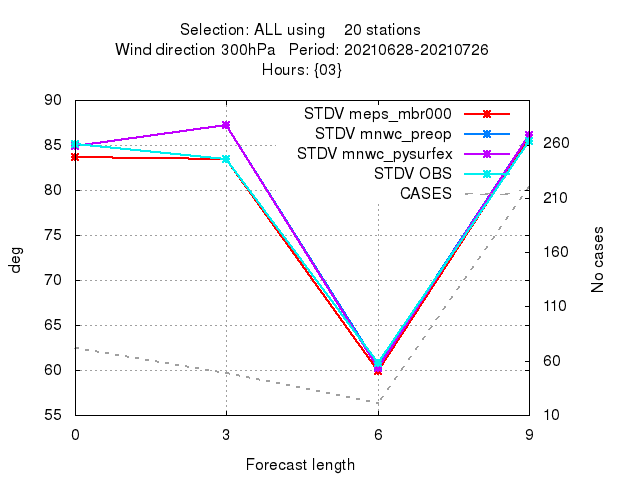 Selection: ALL using 20 stations
Wind direction 300hPa Period: 20210628-20210726
Hours: {03}
90
85
80
75
70
65
60
55
deg
STDV meps_mbr000
STDV mnwc_preop
STDV mnwc_pysurfex
STDV OBS
CASES
260
210
160
110
60
10
No cases
0 3 6 9
Forecast length